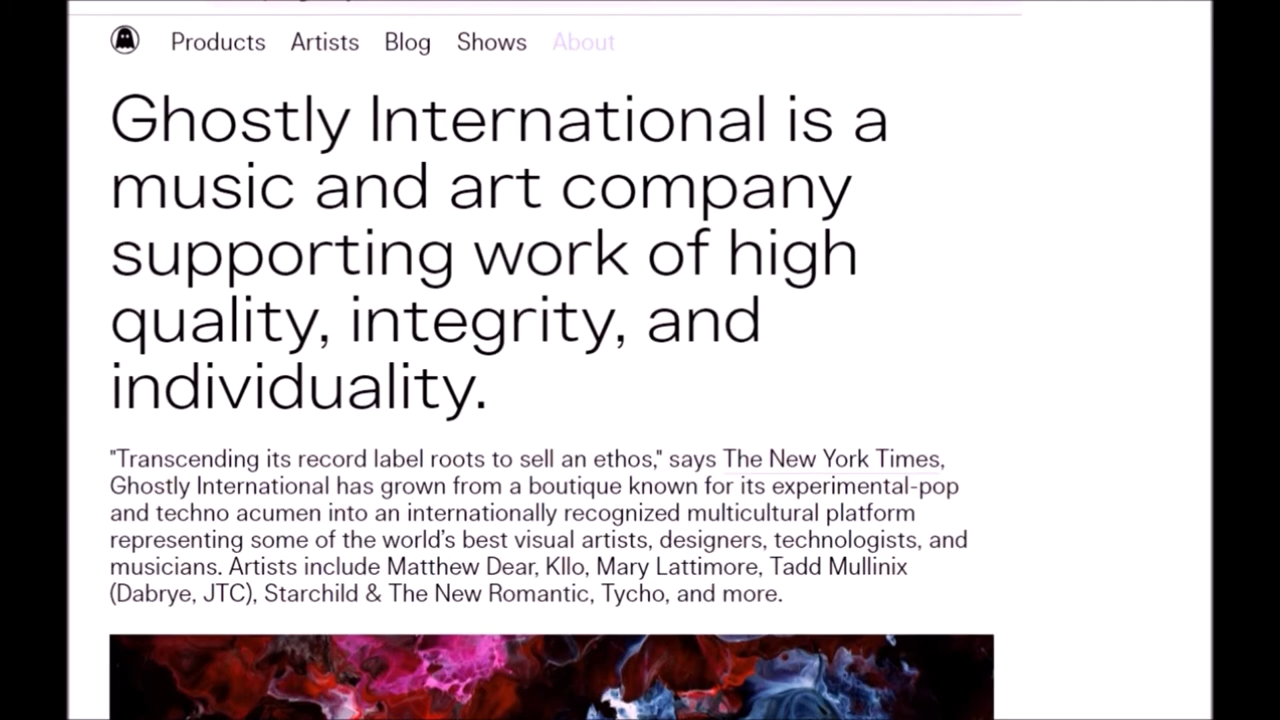 Products Artists Blog Shows About
Ghostly International is a
music and art company
supporting work of high
quality, integrity, and
individuality.
"Transcending its record label roots to sell an ethos," says The New York Times,
Ghostly International has grown from a boutique known for its experimental-pop
and techno acumen into an internationally recognized multicultural platform
representing some of the world’s best visual artists, designers, technologists, and
musicians. Artists include Matthew Dear, Kllo, Mary Lattimore, Tadd Mullinix
(Dabrye, JTC), Starchild & The New Romantic, Tycho, and more.